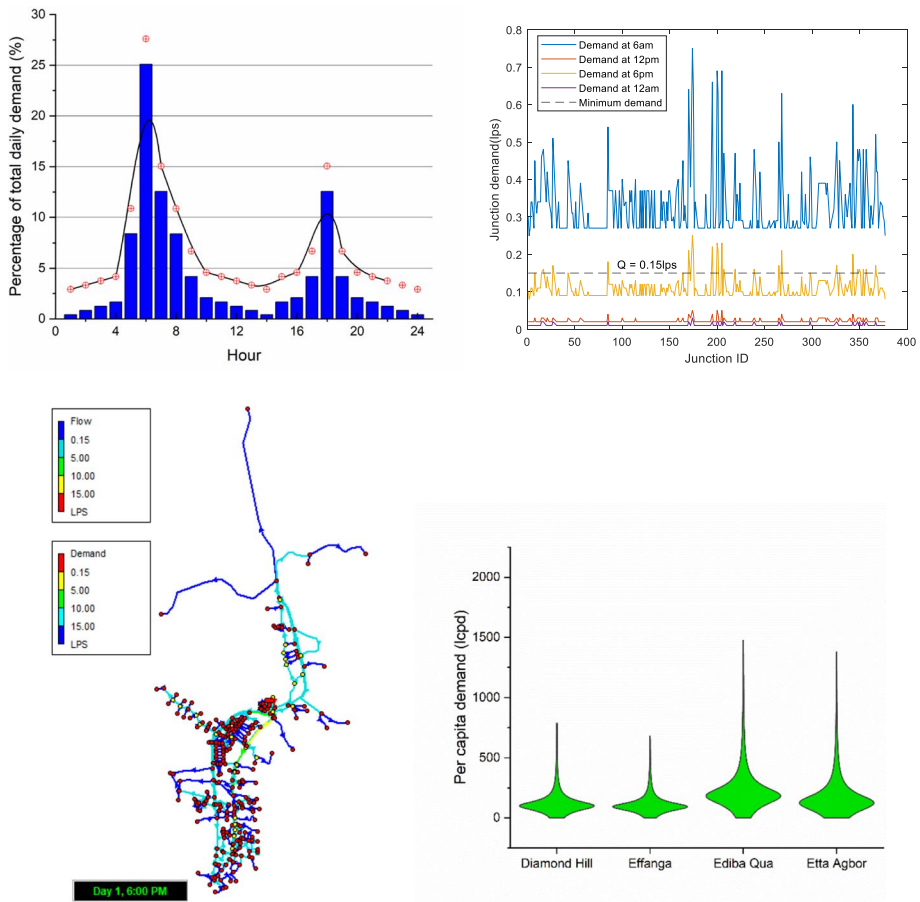 Percentage of total daily demand (%)
30
25
20
15
10
5
0
0 4 8 12 16 20 24
Hour
Junction demand(lps)
0.8
0.7
0.6
0.5
0.4
0.3
0.2
0.1
0
Demand at 6am
Demand at 12pm
Demand at 6pm
Demand at 12am
Minimum demand
Q = 0.15lps
0 50 100 150 200 250 300 350 400
Junction ID
Flow
0.15
5.00
10.00
15.00
LPS
Demand
0.15
5.00
10.00
15.00
LPS
Day 1, 6:00 PM
Per capita demand (lcpd)
2000
1500
1000
500
0
Diamond Hill Effanga Ediba Qua Etta Agbor